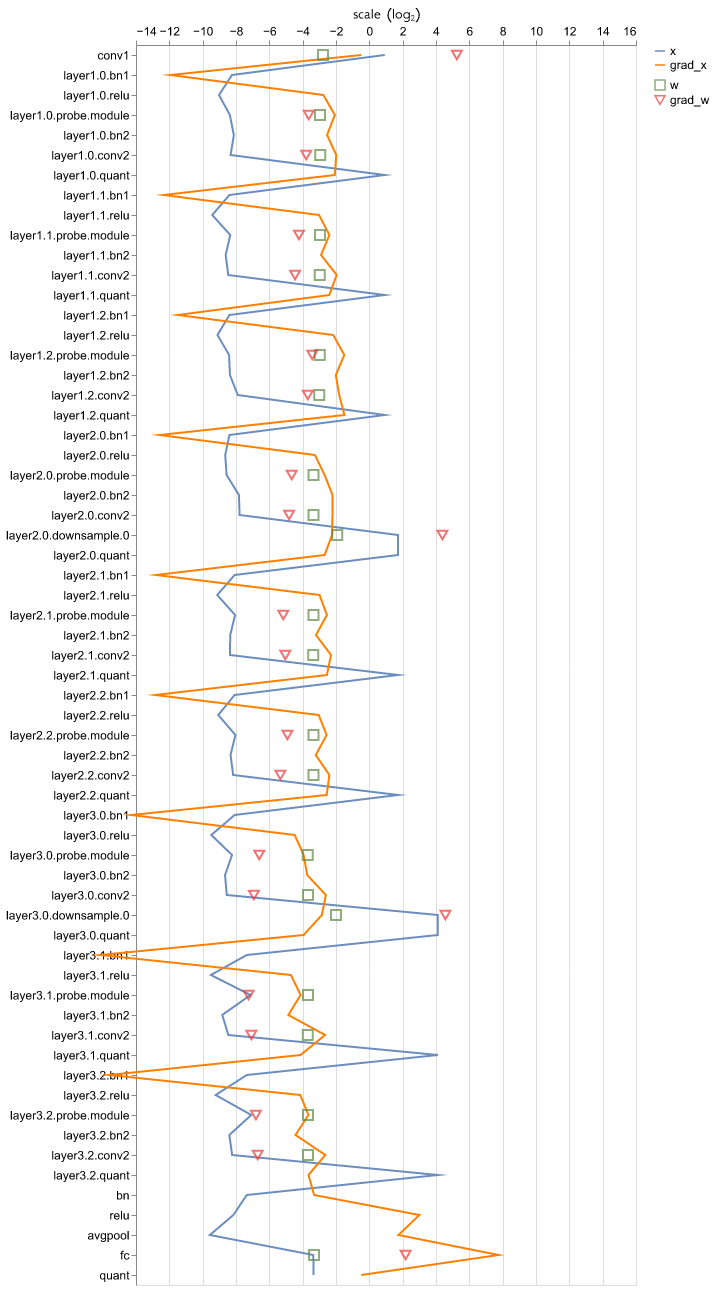 scale (log₂)
−14 −12 −10 −8 −6 −4 −2 0 2 4 6 8 10 12 14 16
x
grad_x
w
grad_w
conv1
layer1.0.bn1
layer1.0.relu
layer1.0.probe.module
layer1.0.bn2
layer1.0.conv2
layer1.0.quant
layer1.1.bn1
layer1.1.relu
layer1.1.probe.module
layer1.1.bn2
layer1.1.conv2
layer1.1.quant
layer1.2.bn1
layer1.2.relu
layer1.2.probe.module
layer1.2.bn2
layer1.2.conv2
layer1.2.quant
layer2.0.bn1
layer2.0.relu
layer2.0.probe.module
layer2.0.bn2
layer2.0.conv2
layer2.0.downsample.0
layer2.0.quant
layer2.1.bn1
layer2.1.relu
layer2.1.probe.module
layer2.1.bn2
layer2.1.conv2
layer2.1.quant
layer2.2.bn1
layer2.2.relu
layer2.2.probe.module
layer2.2.bn2
layer2.2.conv2
layer2.2.quant
layer3.0.bn1
layer3.0.relu
layer3.0.probe.module
layer3.0.bn2
layer3.0.conv2
layer3.0.downsample.0
layer3.0.quant
layer3.1.bn1
layer3.1.relu
layer3.1.probe.module
layer3.1.bn2
layer3.1.conv2
layer3.1.quant
layer3.2.bn1
layer3.2.relu
layer3.2.probe.module
layer3.2.bn2
layer3.2.conv2
layer3.2.quant
bn
relu
avgpool
fc
quant